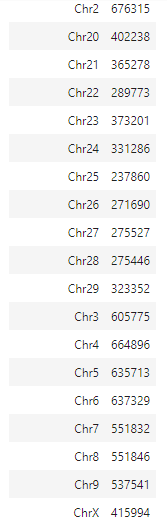 Chr2 676315
Chr20 402238
Chr21 365278
Chr22 289773
Chr23 373201
Chr24 331286
Chr25 237860
Chr26 271690
Chr27 275527
Chr28 275446
Chr29 323352
Chr3 605775
Chr4 664896
Chr5 635713
Chr6 637329
Chr7 551832
Chr8 551846
Chr9 537541
ChrX 415994